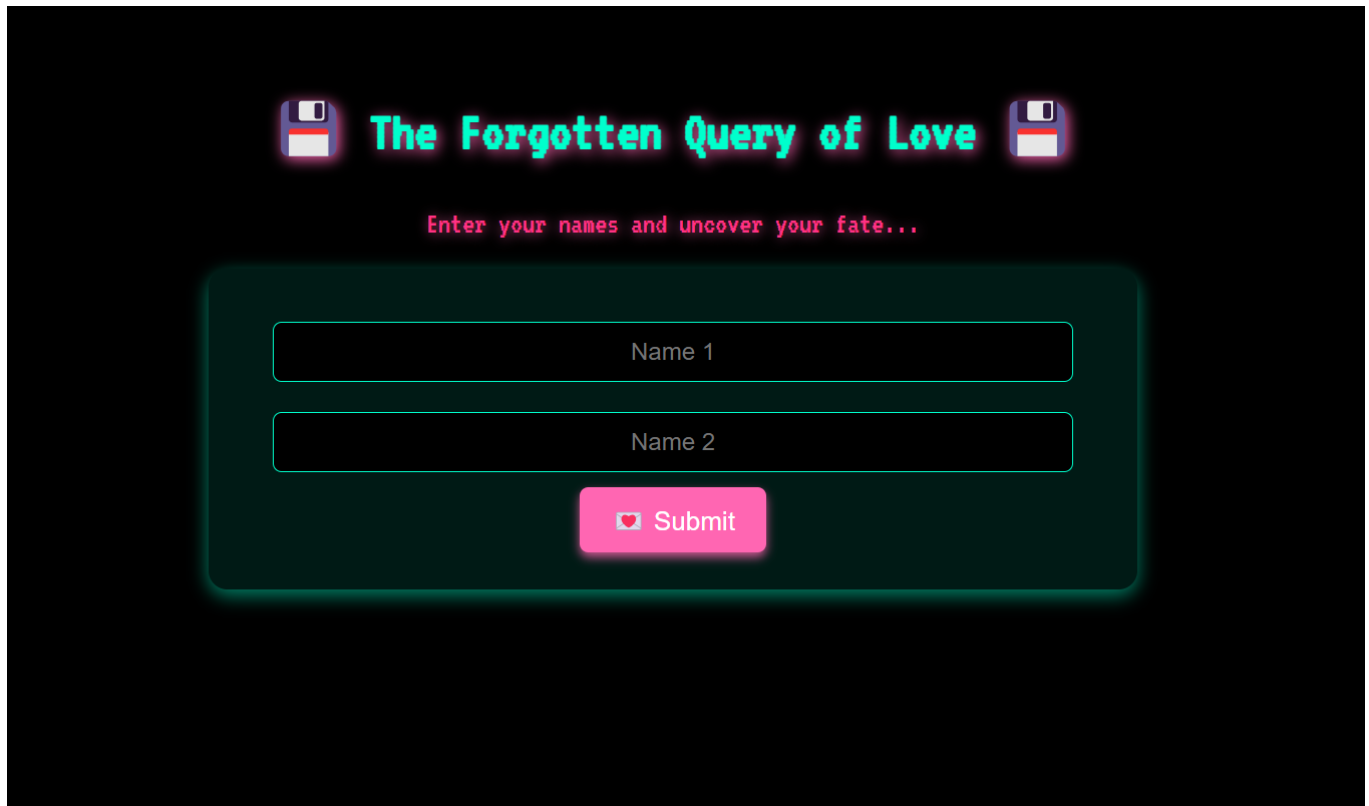 💾 The Forgotten Query of Love 💾
Enter your names and uncover your fate...
Name 1
Name 2
💌 Submit